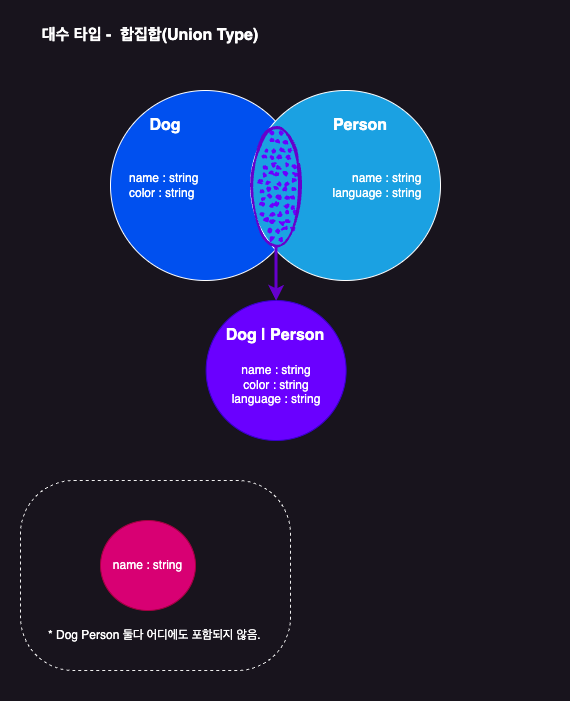 대수 타입 - 합집합(Union Type)
Dog
name : string
color : string
Person
name : string
language : string
Dog | Person
name : string
color : string
language : string
name : string
* Dog Person 둘다 어디에도 포함되지 않음.